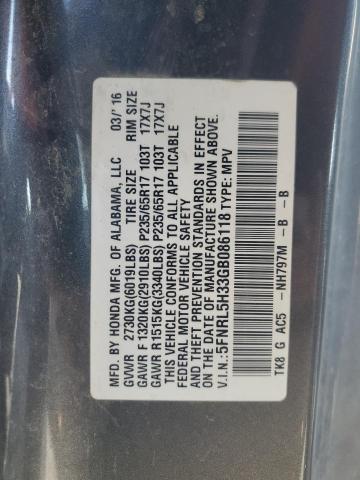 MFD. BY HONDA MFG. OF ALABAMA, LLC 03/'16
GVWR 2730KG(6019LBS) TIRE SIZE RIM SIZE
GAWR F 1320KG(2910LBS) P235/65R17 103T 17X7J
GAWR R1515KG(3340LBS) P235/65R17 103T 17X7J
THIS VEHICLE CONFORMS TO ALL APPLICABLE
FEDERAL MOTOR VEHICLE SAFETY
AND THEFT PREVENTION STANDARDS IN EFFECT
ON THE DATE OF MANUFACTURE SHOWN ABOVE.
V.I.N.:5FNRL5H33GB086118 TYPE: MPV
TK8 G AC5 -NH797M -B -B